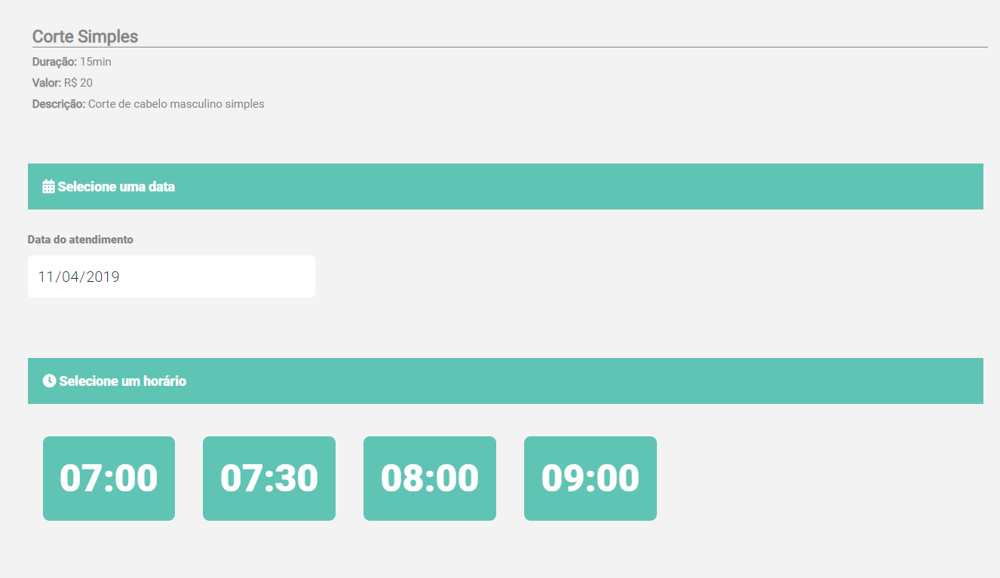 Corte Simples
Duração: 15min
Valor: R$ 20
Descrição: Corte de cabelo masculino simples
Selecione uma data
Data do atendimento
11/04/2019
Selecione um horário
07:00 07:30 08:00 09:00